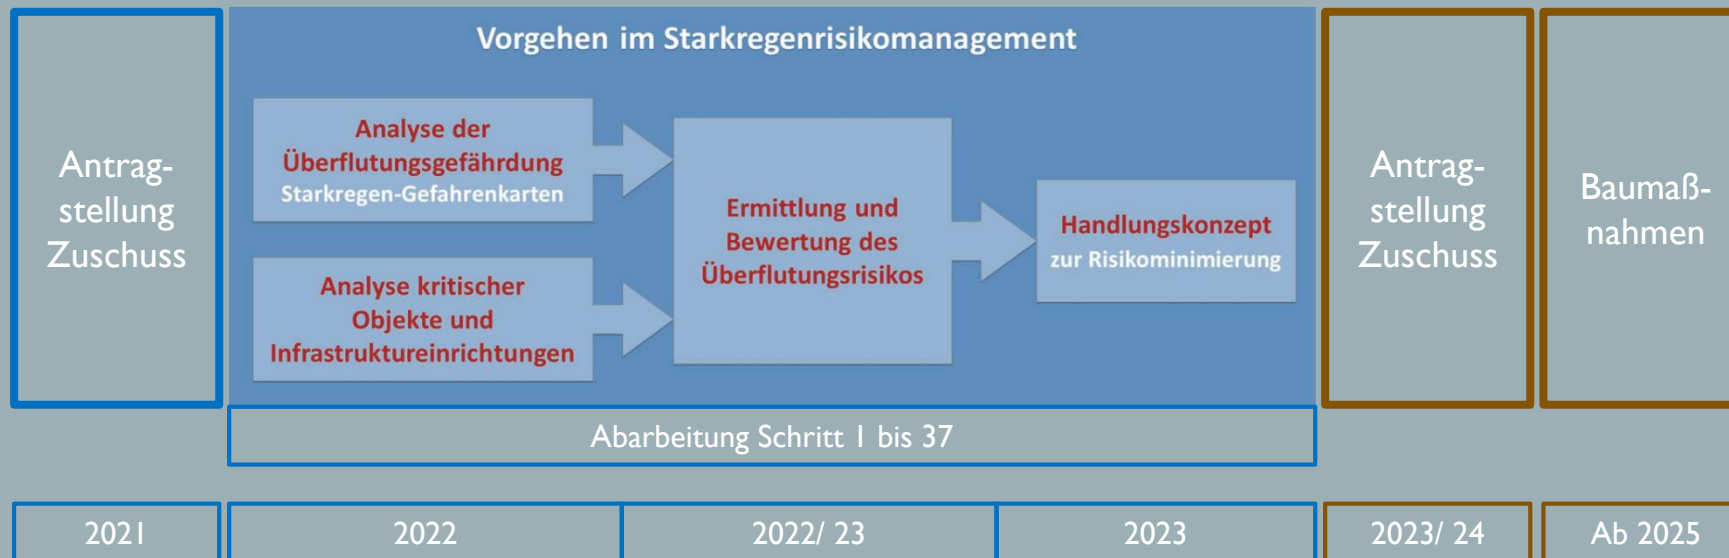 Antrag-
stellung
Zuschuss
Vorgehen im Starkregenrisikomanagement
Analyse der
Überflutungsgefährdung
Starkregen-Gefahrenkarten
Analyse kritischer
Objekte und
Infrastruktureinrichtungen
Ermittlung und
Bewertung des
Überflutungsrisikos
Handlungskonzept
zur Risikominimierung
Antrag-
stellung
Zuschuss
Baumaß-
nahmen
Abarbeitung Schritt 1 bis 37
2021
2022
2022/ 23
2023
2023/ 24
Ab 2025